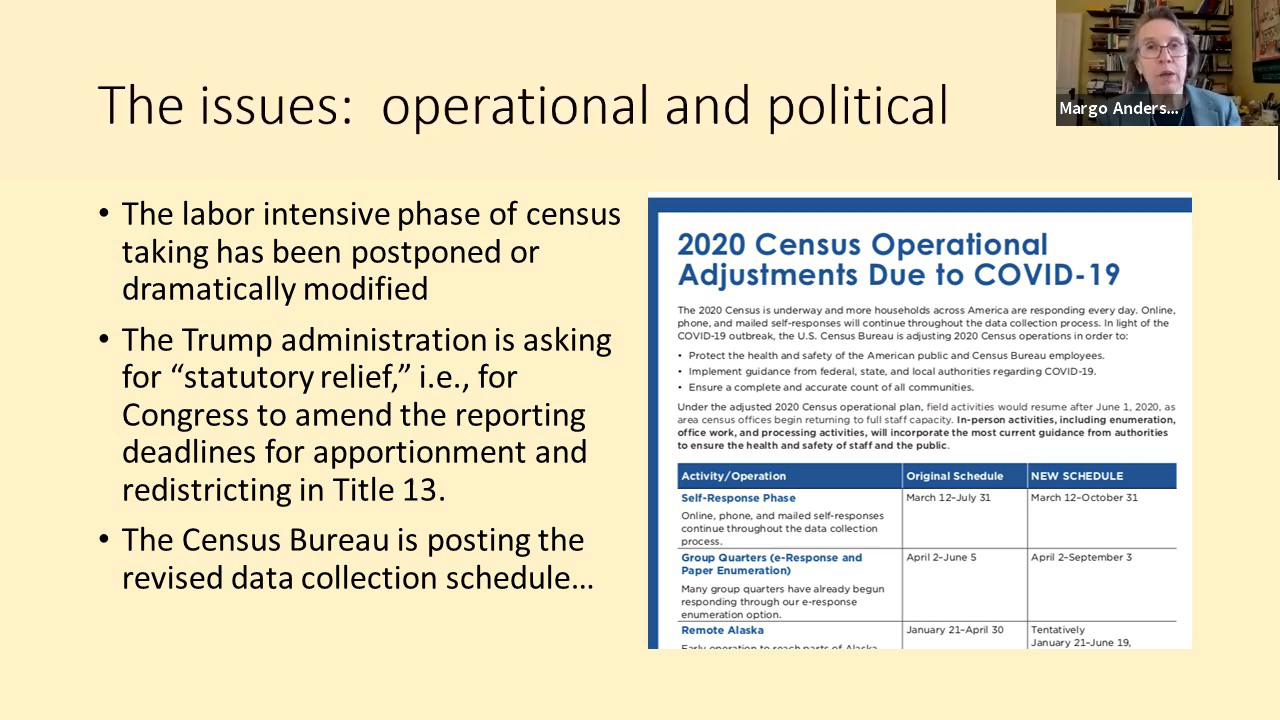 The issues: operational and political
Margo Anders...
• The labor intensive phase of census
taking has been postponed or
dramatically modified
• The Trump administration is asking
for “statutory relief,” i.e., for
Congress to amend the reporting
deadlines for apportionment and
redistricting in Title 13.
• The Census Bureau is posting the
revised data collection schedule…
2020 Census Operational
Adjustments Due to COVID-19
The 2020 Census is underway and more households across America are responding every day. Online,
phone, and mailed self-responses will continue throughout the data collection process. In light of the
COVID-19 outbreak, the U.S. Census Bureau is adjusting 2020 Census operations in order to:
• Protect the health and safety of the American public and Census Bureau employees.
• Implement guidance from federal, state, and local authorities regarding COVID-19.
• Ensure a complete and accurate count of all communities.
Under the adjusted 2020 Census operational plan, field activities would resume after June 1, 2020, as
area census offices begin returning to full staff capacity. In-person activities, including enumeration,
office work, and processing activities, will incorporate the most current guidance from authorities
to ensure the health and safety of staff and the public.
Activity/Operation Original Schedule NEW SCHEDULE
Self-Response Phase March 12–July 31 March 12–October 31
Online, phone, and mailed self-responses
continue throughout the data collection
process.
Group Quarters (e-Response and April 2–June 5 April 2–September 3
Paper Enumeration)
Many group quarters have already begun
responding through our e-response
enumeration option.
Remote Alaska January 21–April 30 Tentatively
January 21–June 19,
Early operation to reach parts of Alaska